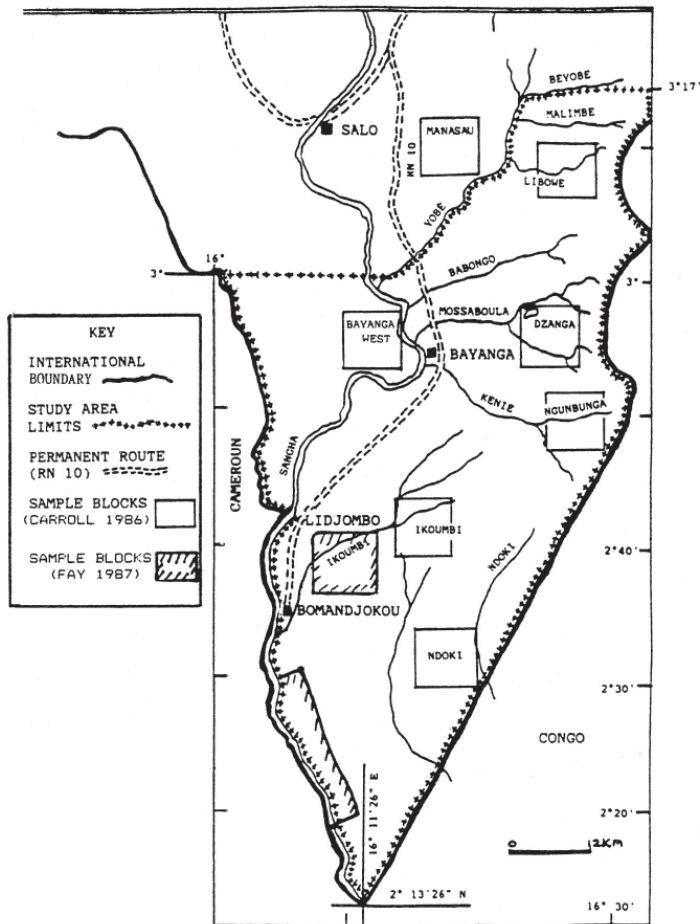 BEYOBE
3°17'
MALIMBE
SALO
MANASAU
RN 10
LIBOWE
YOBE
16°
3°
BABONGO
3°
MOSSABOULA
BAYANGA
WEST
DZANGA
BAYANGA
KENIE
NGUNBUNGA
KEY
INTERNATIONAL
BOUNDARY
STUDY AREA
LIMITS
PERMANENT ROUTE
(RN 10)
SAMPLE BLOCKS
(CARROLL 1986)
SAMPLE BLOCKS
(FAY 1987)
CAMEROUN
SANGHA
LIDJOMBO
IKOUMBI
IKOUMBI
NDOKI
2°40'
BOMANDJOKOU
NDOKI
2°30'
CONGO
2°20'
16° 11'26" E
0 2KM
2° 13'26" N
16° 30'